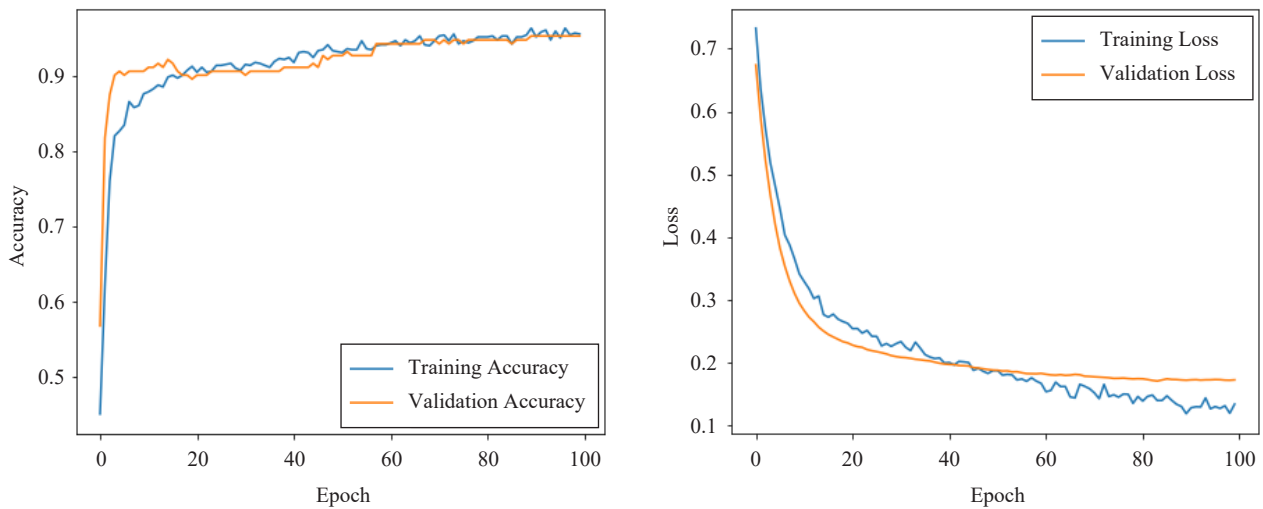 0.9
0.8
0.7
0.6
0.5
Accuracy
Training Accuracy
Validation Accuracy
0 20 40 60 80 100
Epoch
0.7
0.6
0.5
0.4
0.3
0.2
0.1
Loss
Training Loss
Validation Loss
0 20 40 60 80 100
Epoch